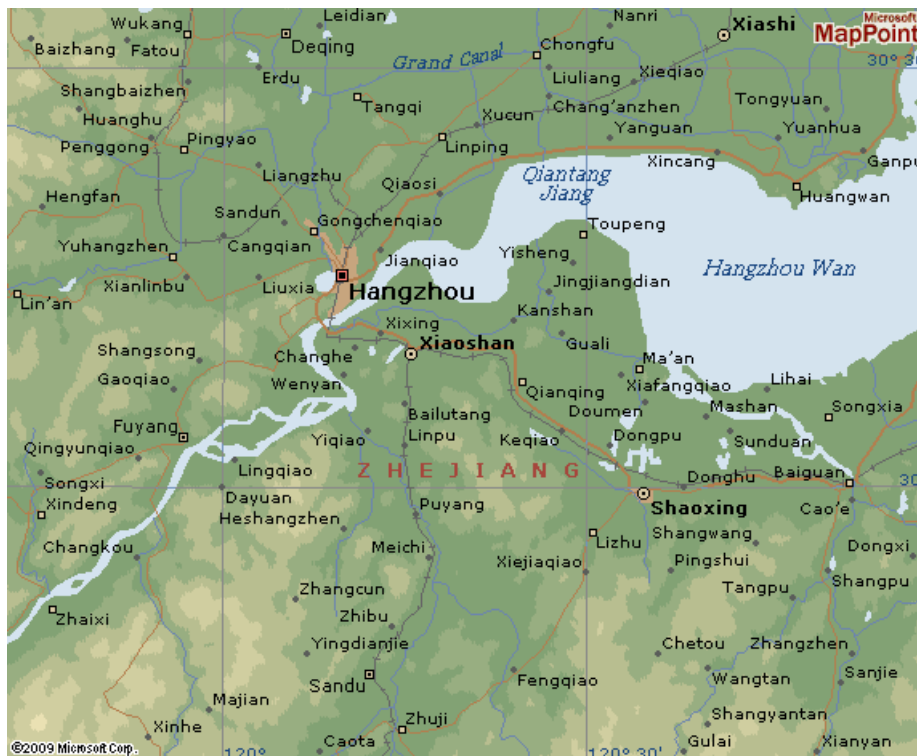 Wukang
Leidian
Nanri
Xiashi
Microsoft
MapPoint
Baizhang
Fatou
Deqing
Chongfu
Grand Canal
30° 30'
Erdu
Liuliang
Xieqiao
Shangbaizhen
Tangqi
Chang'anzhen
Tongyuan
Huanghu
Xucun
Penggong
Pingyao
Linping
Yanguan
Yuanhua
Liangzhu
Qiaosi
Qiantang
Jiang
Xincang
Ganpu
Hengfan
Sandun
Gongchenqiao
Huangwan
Toupeng
Yuhangzhen
Cangqian
Jianqiao
Yisheng
Hangzhou Wan
Xianlinbu
Liuxia
Hangzhou
Jingjiangdian
Lin'an
Kanshan
Xixing
Xiaoshan
Guali
Shangsong
Changhe
Ma'an
Gaoqiao
Wenyan
Qianqing
Xiafangqiao
Lihai
Bailutang
Doumen
Mashan
Songxia
Fuyang
Yiqiao
Linpu
Keqiao
Dongpu
Sunduan
Qingyunqiao
Lingqiao
ZHEJIANG
Donghu
Baiguan
30
Songxi
Dayuan
Xindeng
Puyang
Shaoxing
Cao'e
Heshangzhen
Lizhu
Shangwang
Changkou
Meichi
Xiejiaqiao
Pingshui
Dongxi
Zhangcun
Tangpu
Shangpu
Zhaixi
Zhibu
Yingdianjie
Chetou
Zhangzhen
Sandu
Fengqiao
Wangtan
Sanjie
Majian
Xinhe
Zhuji
Shangyantan
©2009 Microsoft Corp.
120°
Caota
120° 30'
Gulai
Xianyan